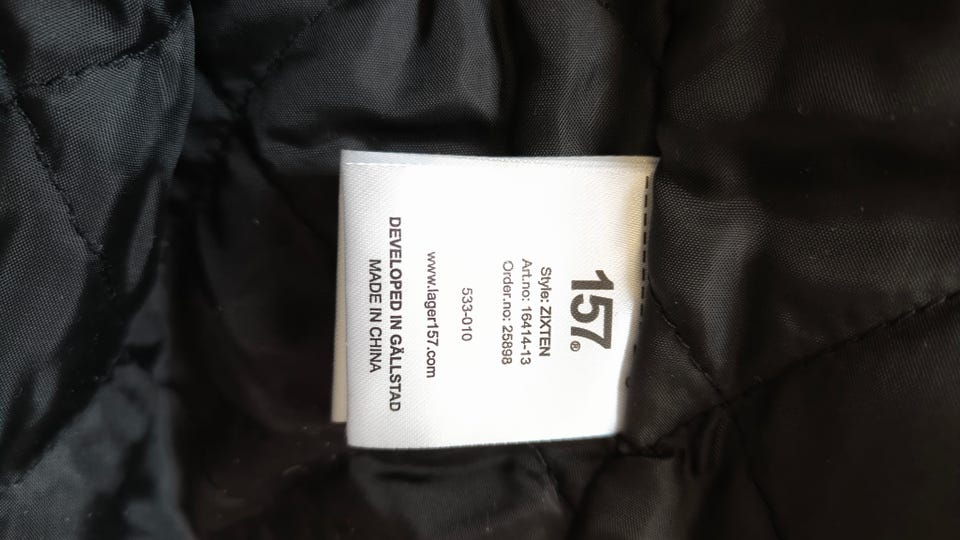 157®
Style: ZIXTEN
Art.no: 16414-13
Order.no: 25898
533-010
www.lager157.com
DEVELOPED IN GÄLLSTAD
MADE IN CHINA